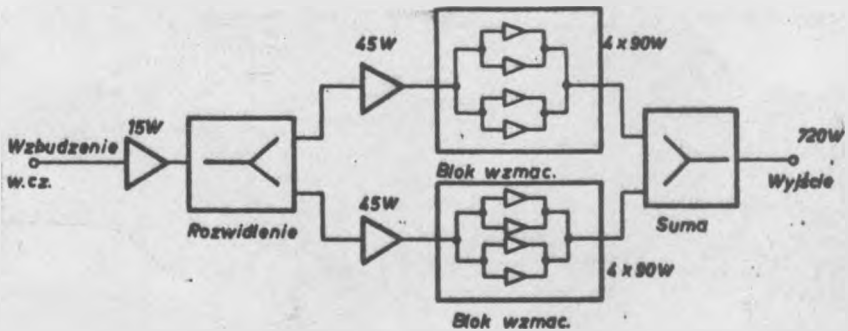 45W
4 x 90W
15W
Wzbudzenie
w.cz.
720W
Wyjście
Blok wzmac.
Rozwidlenie
45W
Suma
4 x 90W
Blok wzmac.